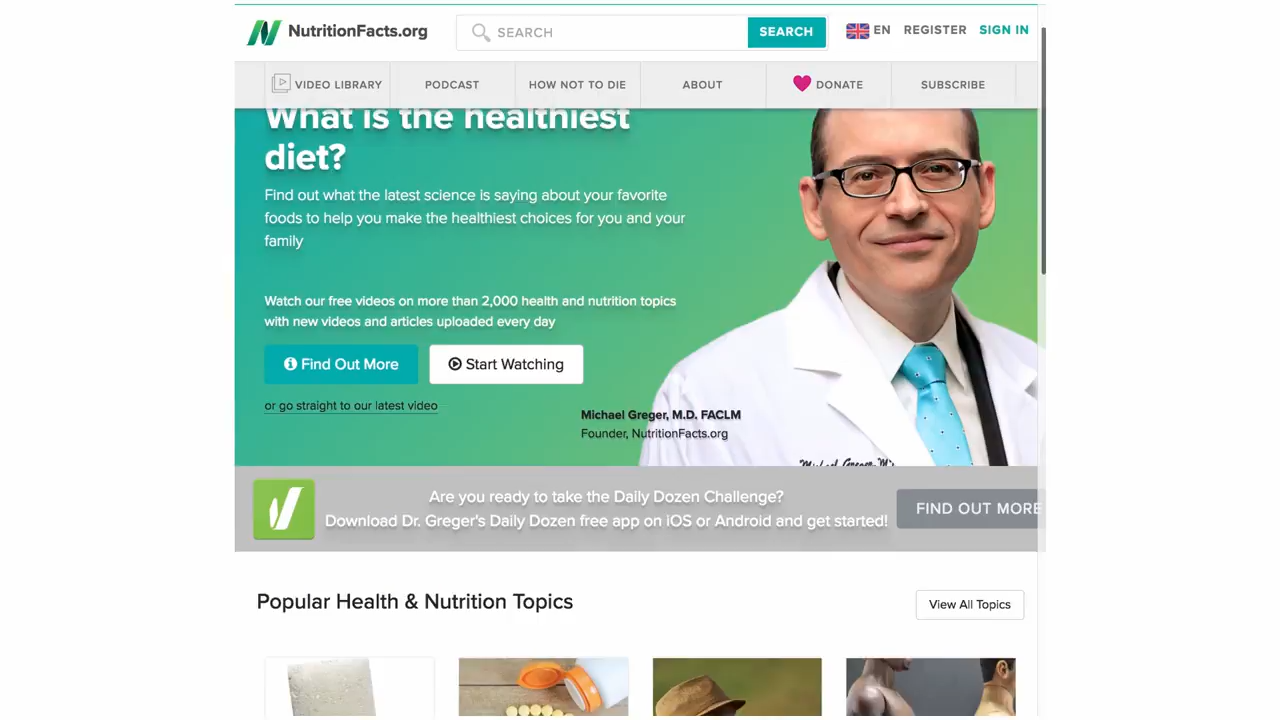 NutritionFacts.org
SEARCH
SEARCH
EN
REGISTER
SIGN IN
VIDEO LIBRARY
PODCAST
HOW NOT TO DIE
ABOUT
DONATE
SUBSCRIBE
What is the healthiest
diet?
Find out what the latest science is saying about your favorite
foods to help you make the healthiest choices for you and your
family
Watch our free videos on more than 2,000 health and nutrition topics
with new videos and articles uploaded every day
Find Out More
Start Watching
or go straight to our latest video
Michael Greger, M.D. FACLM
Founder, NutritionFacts.org
Michael Greger, M
Are you ready to take the Daily Dozen Challenge?
Download Dr. Greger's Daily Dozen free app on iOS or Android and get started!
FIND OUT MORE
Popular Health & Nutrition Topics
View All Topics